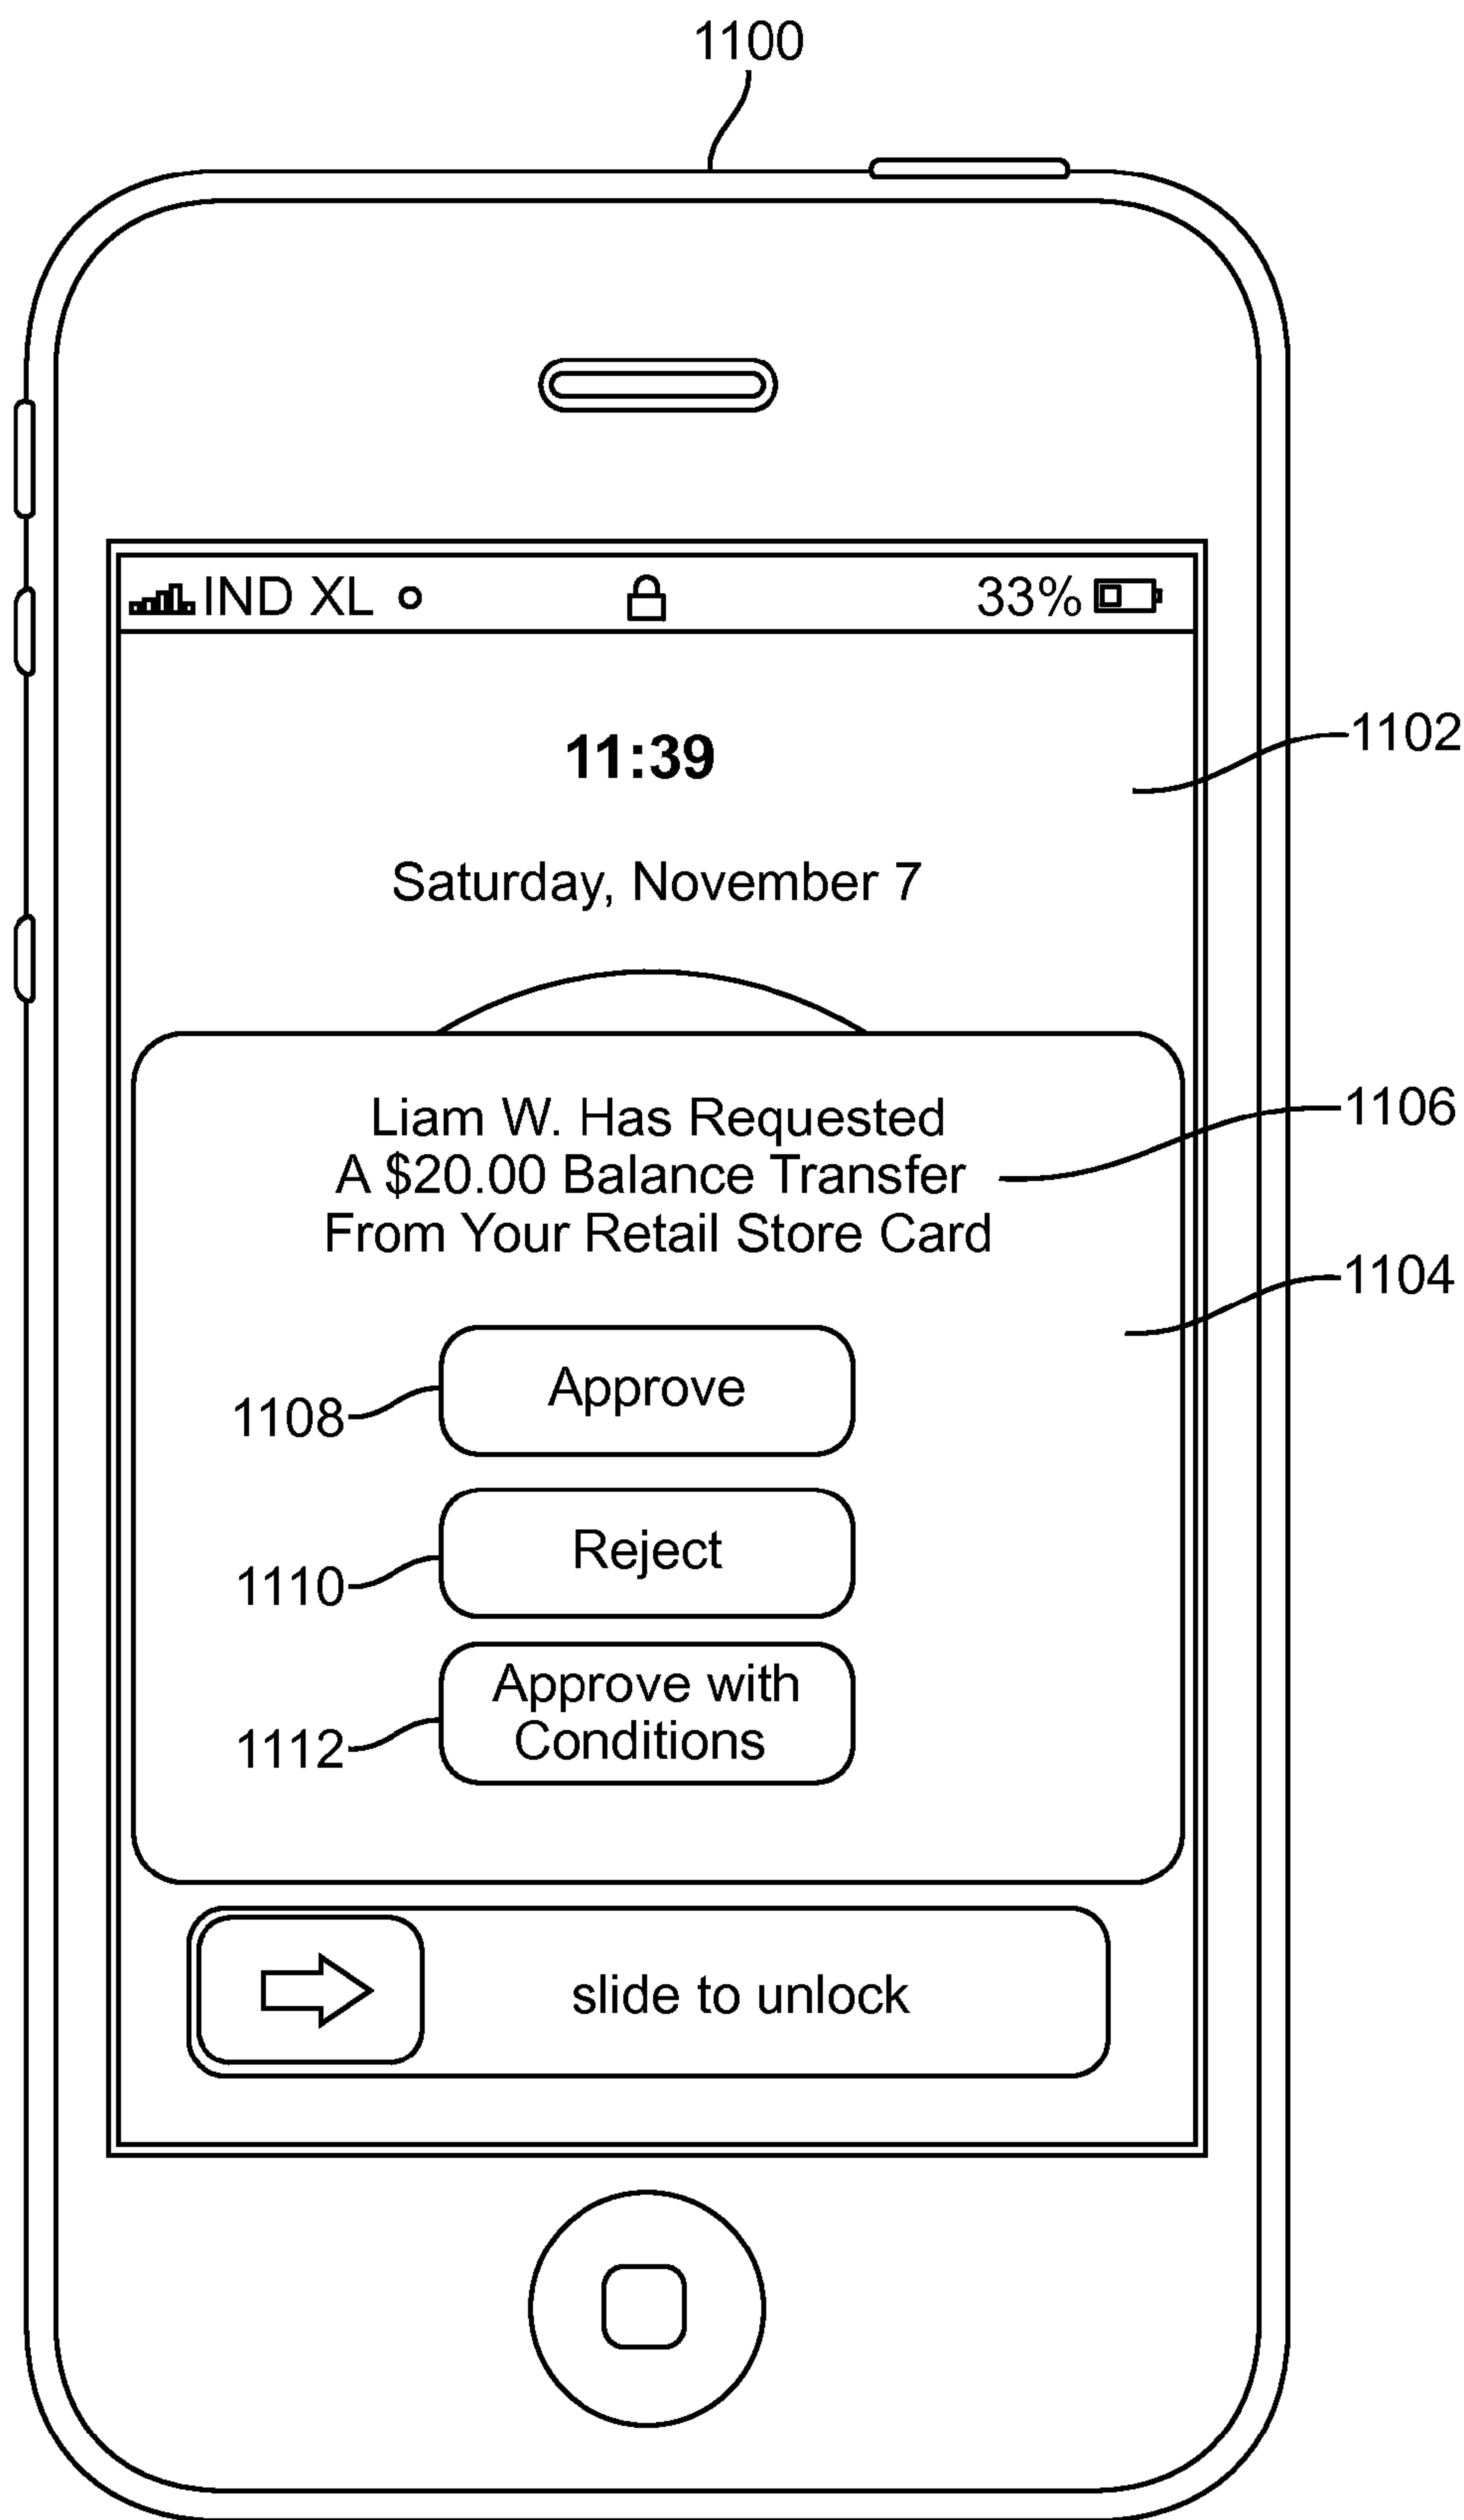 1100
IND XL 33%
11:39
1102
Saturday, November 7
Liam W. Has Requested
1106
A $20.00 Balance Transfer
From Your Retail Store Card
1104
Approve
1108
Reject
1110
Approve with
Conditions
1112
slide to unlock